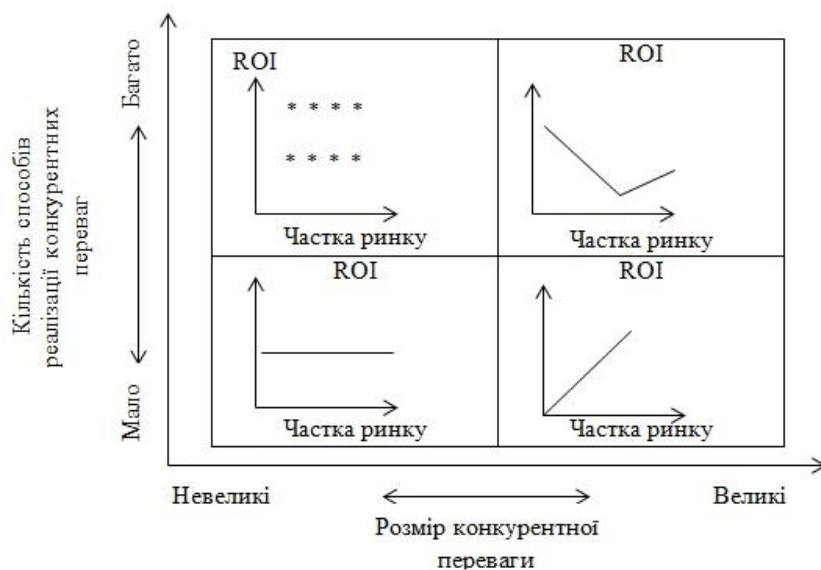 Багато
Мало
Кількість способів
реалізації конкурентних
переваг
ROI
* * * *
* * * *
Частка ринку
ROI
Частка ринку
ROI
Частка ринку
ROI
Частка ринку
Невеликі
Великі
Розмір конкурентної
переваги